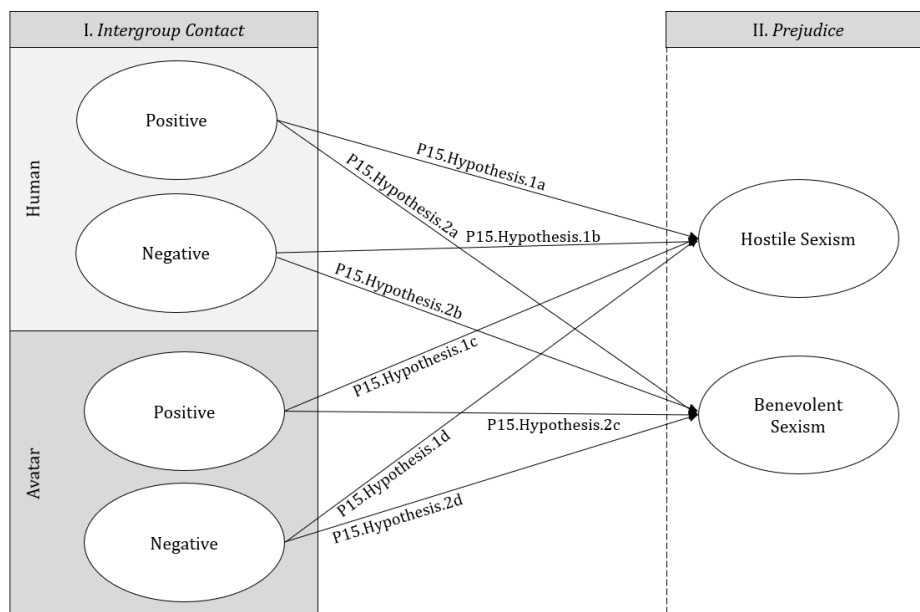 I. Intergroup Contact
II. Prejudice
Human
Positive
Negative
Avatar
Positive
Negative
P15.Hypothesis.1a
P15.Hypothesis.2a
P15.Hypothesis.1b
P15.Hypothesis.2b
P15.Hypothesis.1c
P15.Hypothesis.2c
P15.Hypothesis.1d
P15.Hypothesis.2d
Hostile Sexism
Benevolent
Sexism